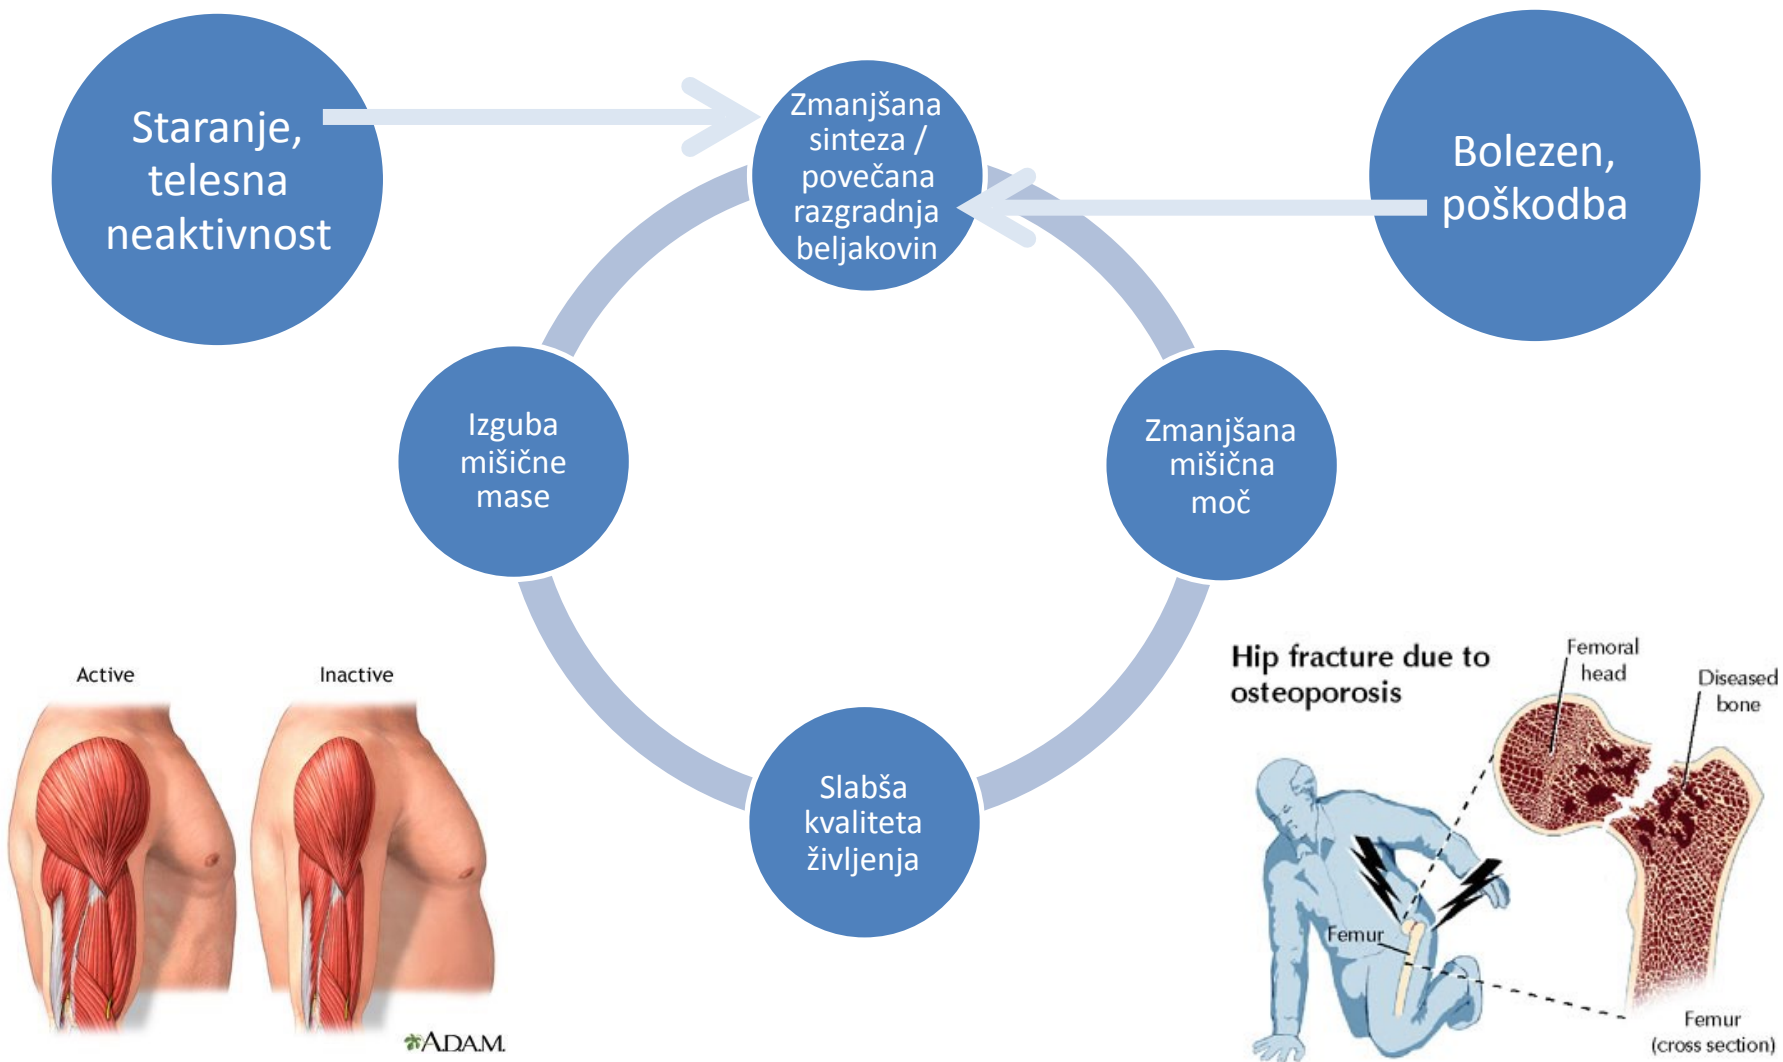 Staranje,
telesna
neaktivnost
Zmanjšana
sinteza /
povečana
razgradnja
beljakovin
Bolezen,
poškodba
Izguba
mišične
mase
Zmanjšana
mišična
moč
Slabša
kvaliteta
življenja
Active
Inactive
A.D.A.M.
Hip fracture due to
osteoporosis
Femoral
head
Diseased
bone
Femur
Femur
(cross section)